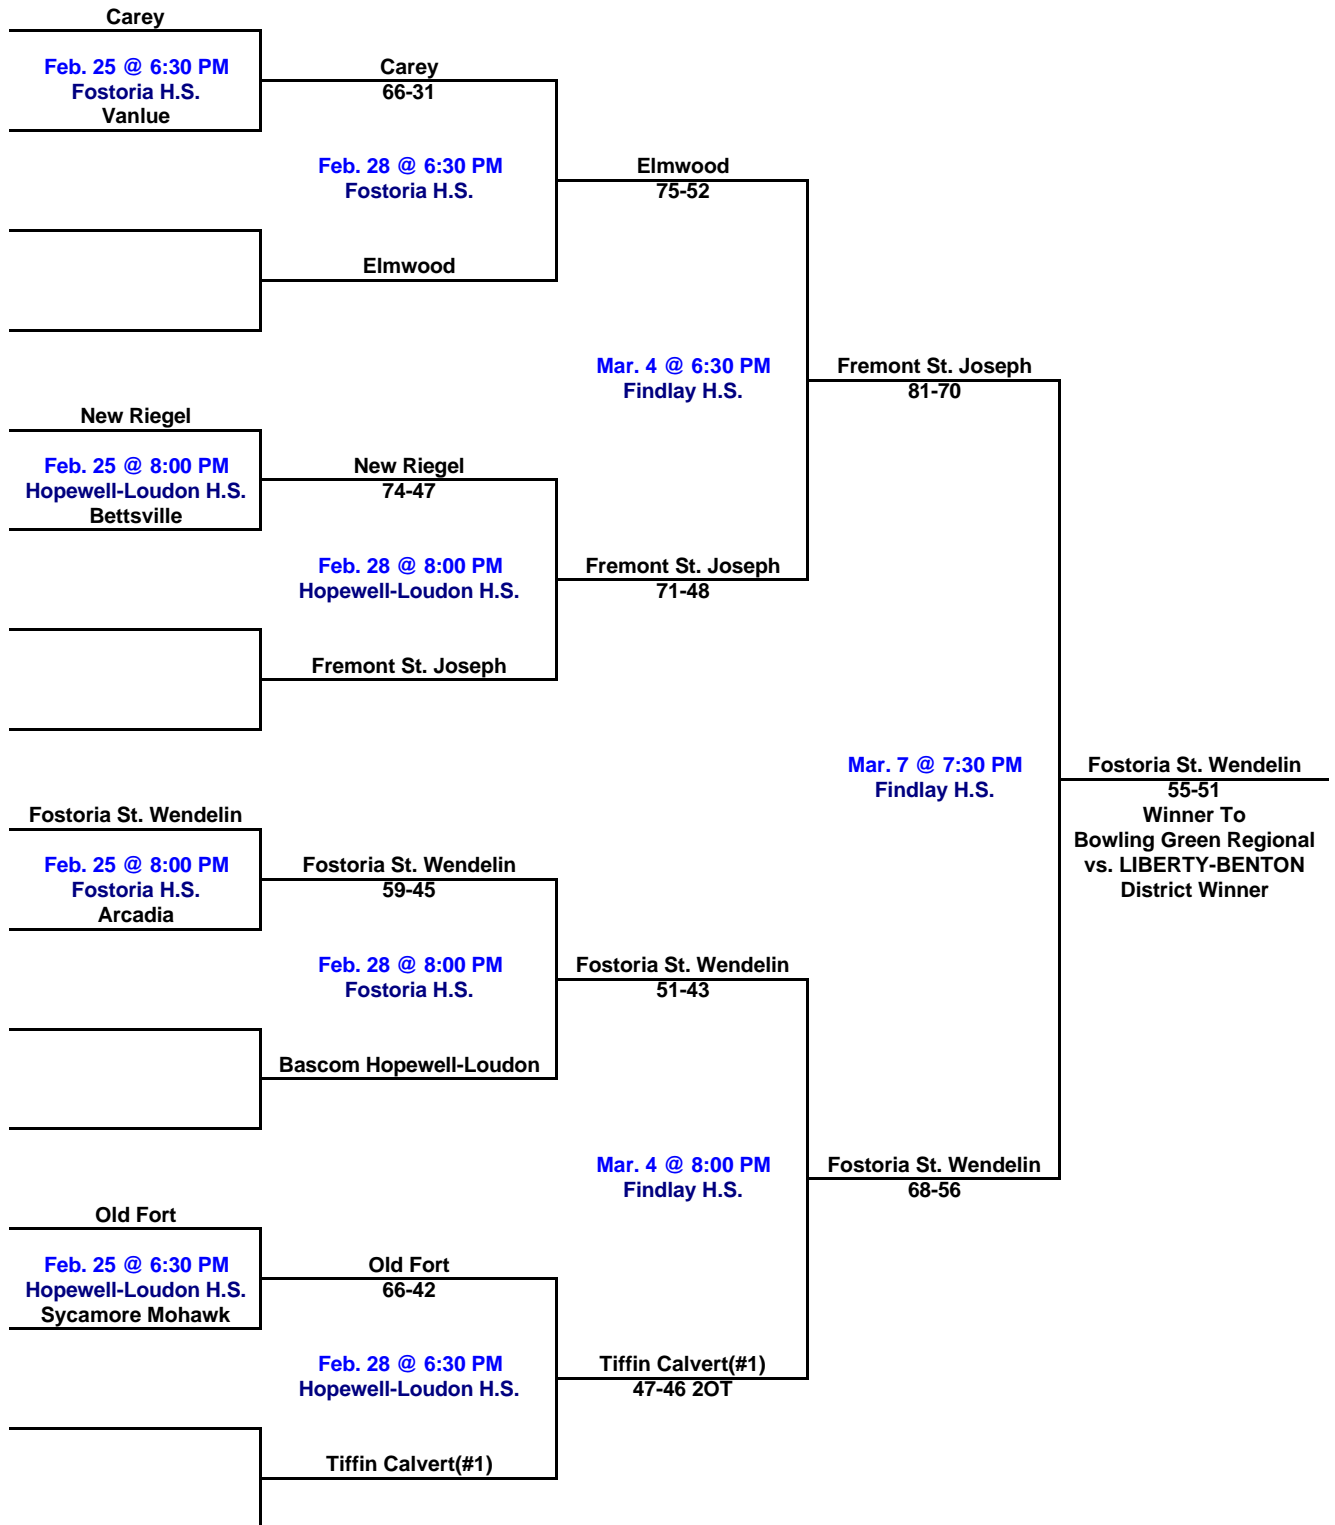 Carey
Feb. 25 @ 6:30 PM
Fostoria H.S.
Vanlue
Carey
66-31
Feb. 28 @ 6:30 PM
Fostoria H.S.
Elmwood
Elmwood
75-52
Mar. 4 @ 6:30 PM
Findlay H.S.
New Riegel
Feb. 25 @ 8:00 PM
Hopewell-Loudon H.S.
Bettsville
New Riegel
74-47
Feb. 28 @ 8:00 PM
Hopewell-Loudon H.S.
Fremont St. Joseph
Fremont St. Joseph
71-48
Fremont St. Joseph
81-70
Mar. 7 @ 7:30 PM
Findlay H.S.
Fostoria St. Wendelin
55-51
Winner To
Bowling Green Regional
vs. LIBERTY-BENTON
District Winner
Fostoria St. Wendelin
Feb. 25 @ 8:00 PM
Fostoria H.S.
Arcadia
Fostoria St. Wendelin
59-45
Feb. 28 @ 8:00 PM
Fostoria H.S.
Bascom Hopewell-Loudon
Fostoria St. Wendelin
51-43
Mar. 4 @ 8:00 PM
Findlay H.S.
Fostoria St. Wendelin
68-56
Old Fort
Feb. 25 @ 6:30 PM
Hopewell-Loudon H.S.
Sycamore Mohawk
Old Fort
66-42
Feb. 28 @ 6:30 PM
Hopewell-Loudon H.S.
Tiffin Calvert(#1)
Tiffin Calvert(#1)
47-46 2OT